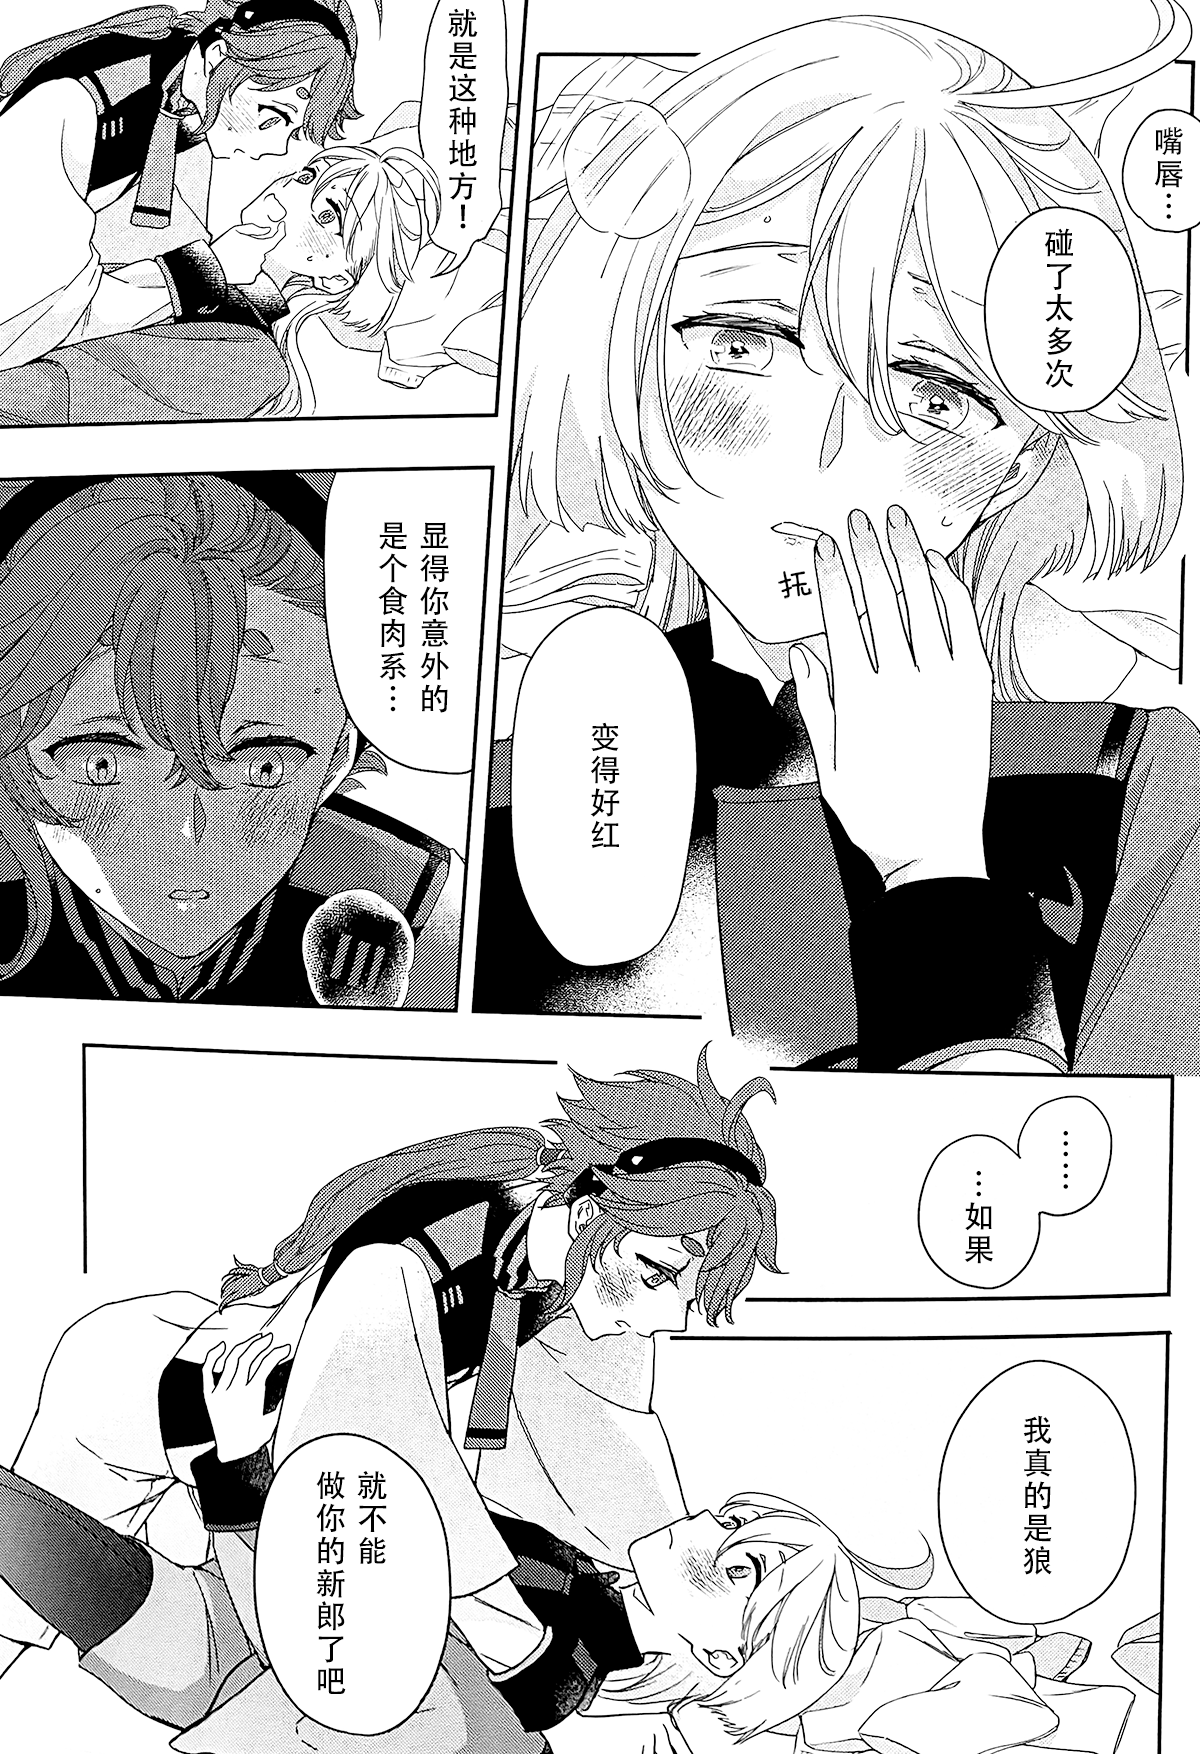 嘴唇…
碰了太多次
抚
变得好红
就是这种地方！
显得你意外的
是个食肉系…
……
…如果
我真的是狼
就不能
做你的新郎了吧